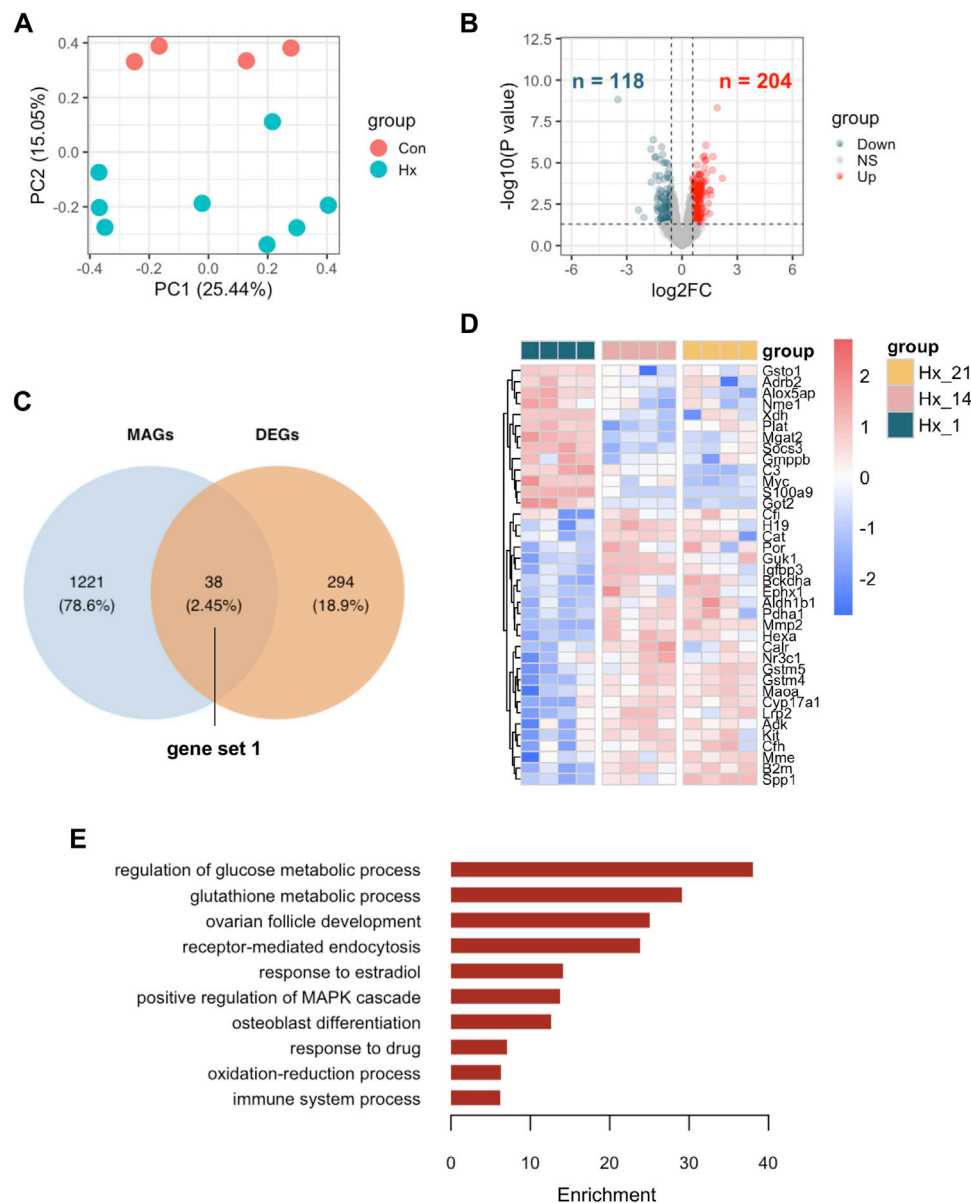 A
0.4
0.2
0.0
-0.2
-0.4
-0.2
0.0
0.2
0.4
PC2 (15.05%)
PC1 (25.44%)
group
Con
Hx
B
12.5
10.0
7.5
5.0
2.5
0.0
-6
-3
0
3
6
-log10(P value)
log2FC
n = 118
n = 204
group
Down
NS
Up
C
MAGs
DEGs
1221
(78.6%)
38
(2.45%)
294
(18.9%)
gene set 1
D
group
Gsto1
Adrb2
Alox5ap
Nme1
Xdh
Plat
Mgat2
Socs3
Gmppb
C3
Myc
S100a9
Got2
Cfi
H19
Cat
Por
Guk1
Igfbp3
Bckdha
Ephx1
Aldh1b1
Pdha1
Mmp2
Hexa
Calr
Nr3c1
Gstm5
Gstm4
Maoa
Cyp17a1
Lrp2
Adk
Kit
Cfh
Mme
B2m
Spp1
2
1
0
-1
-2
group
Hx_21
Hx_14
Hx_1
E
regulation of glucose metabolic process
glutathione metabolic process
ovarian follicle development
receptor-mediated endocytosis
response to estradiol
positive regulation of MAPK cascade
osteoblast differentiation
response to drug
oxidation-reduction process
immune system process
0
10
20
30
40
Enrichment